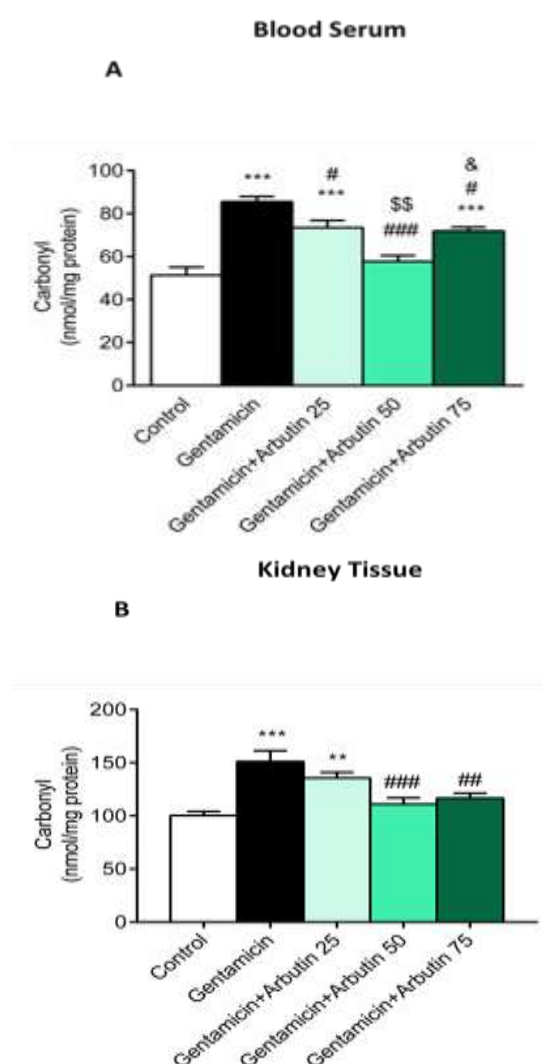 Blood Serum
A
Carbonyl
(nmol/mg protein)
100
80
60
40
20
0
***
#
***
$$
###
&
#
***
Control
Gentamicin
Gentamicin+Arbutin 25
Gentamicin+Arbutin 50
Gentamicin+Arbutin 75
Kidney Tissue
B
Carbonyl
(nmol/mg protein)
200
150
100
50
0
***
**
###
##
Control
Gentamicin
Gentamicin+Arbutin 25
Gentamicin+Arbutin 50
Gentamicin+Arbutin 75